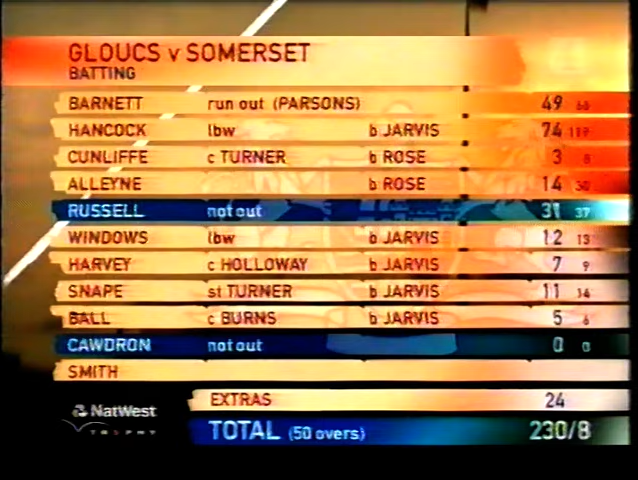 GLOUCS v SOMERSET
BATTING
BARNETT run out (PARSONS) 49 66
HANCOCK lbw b JARVIS 74 119
CUNLIFFE c TURNER b ROSE 3 8
ALLEYNE b ROSE 14 30
RUSSELL not out 31 37
WINDOWS lbw b JARVIS 12 13
HARVEY c HOLLOWAY b JARVIS 7 9
SNAPE st TURNER b JARVIS 11 14
BALL c BURNS b JARVIS 5 6
CAWDRON not out 0 0
SMITH
EXTRAS 24
TOTAL (50 overs) 230/8
NatWest
TROPHY